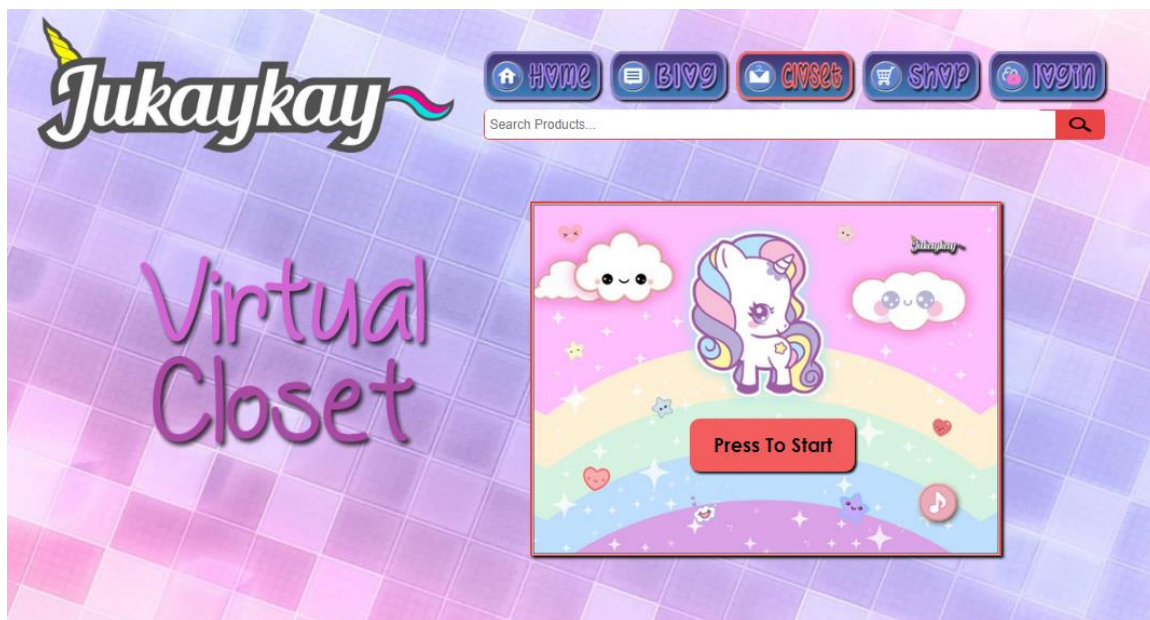 Jukaykay
Home
Blog
Closet
Shop
login
Search Products...
Jukaykay
Virtual
Closet
Press To Start